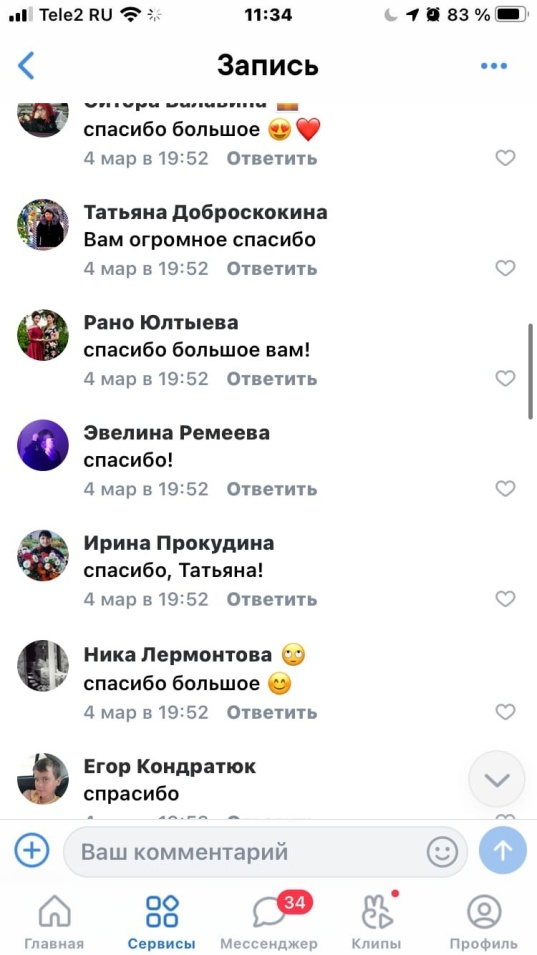 Tele2 RU
11:34
83 %
Запись
спасибо большое 😍❤️
4 мар в 19:52 Ответить
Татьяна Доброскокина
Вам огромное спасибо
4 мар в 19:52 Ответить
Рано Юлтыева
спасибо большое вам!
4 мар в 19:52 Ответить
Эвелина Ремеева
спасибо!
4 мар в 19:52 Ответить
Ирина Прокудина
спасибо, Татьяна!
4 мар в 19:52 Ответить
Ника Лермонтова 🙄
спасибо большое 😊
4 мар в 19:52 Ответить
Егор Кондратюк
спрасибо
Ваш комментарий
34
Главная Сервисы Мессенджер Клипы Профиль